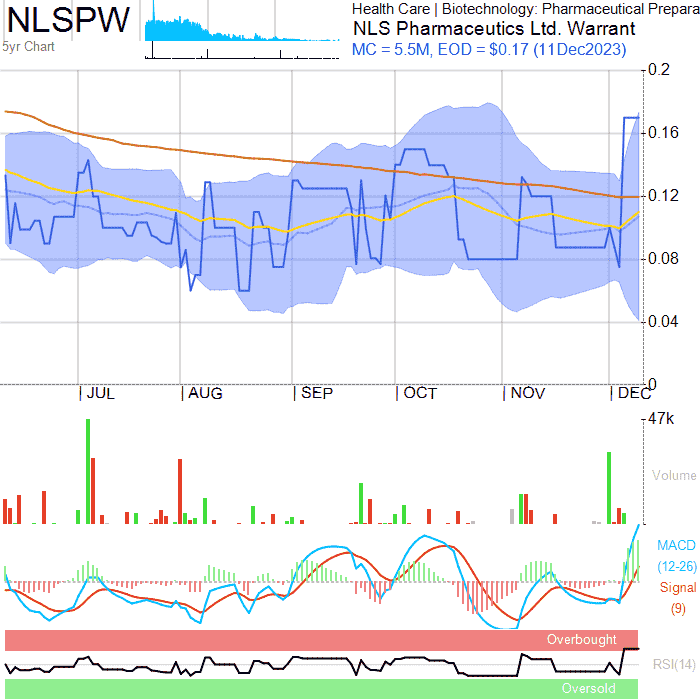 NLSPW
5yr Chart
Health Care | Biotechnology: Pharmaceutical Prepara
NLS Pharmaceutics Ltd. Warrant
MC = 5.5M, EOD = $0.17 (11Dec2023)
0.2
0.16
0.12
0.08
0.04
0
JUL AUG SEP OCT NOV DEC
47k
Volume
MACD
(12-26)
Signal
(9)
Overbought
RSI(14)
Oversold